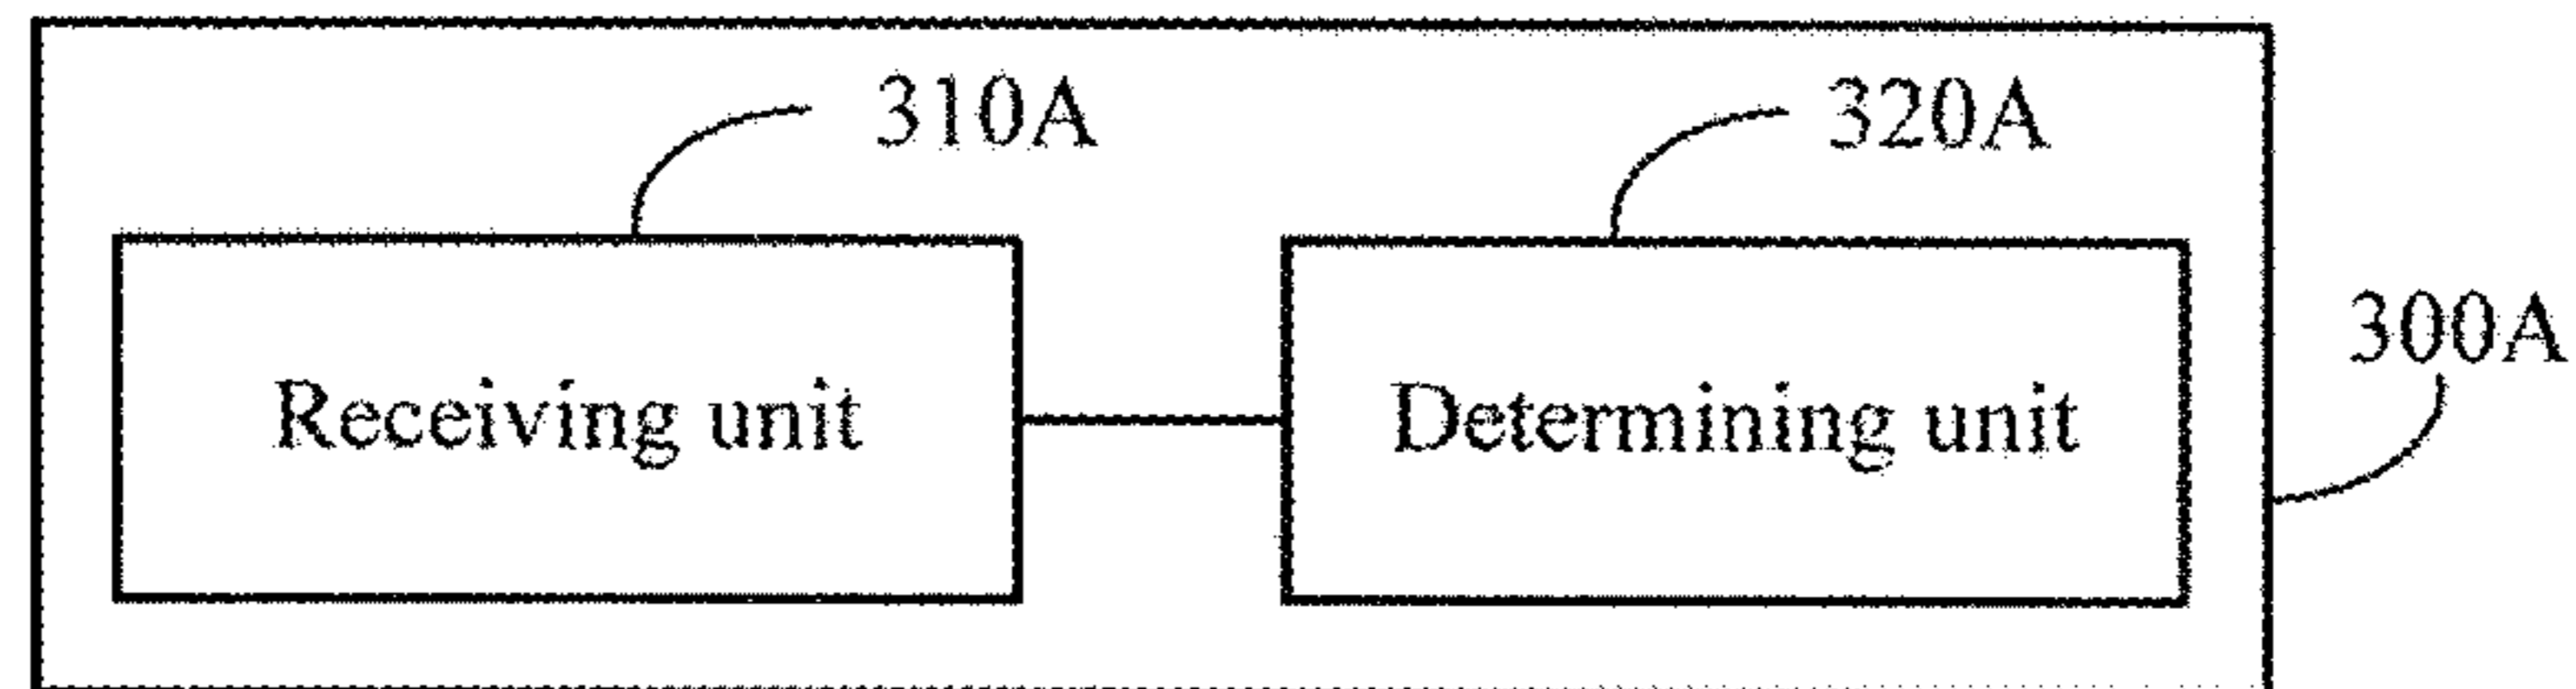 310A
320A
300A
Receiving unit
Determining unit